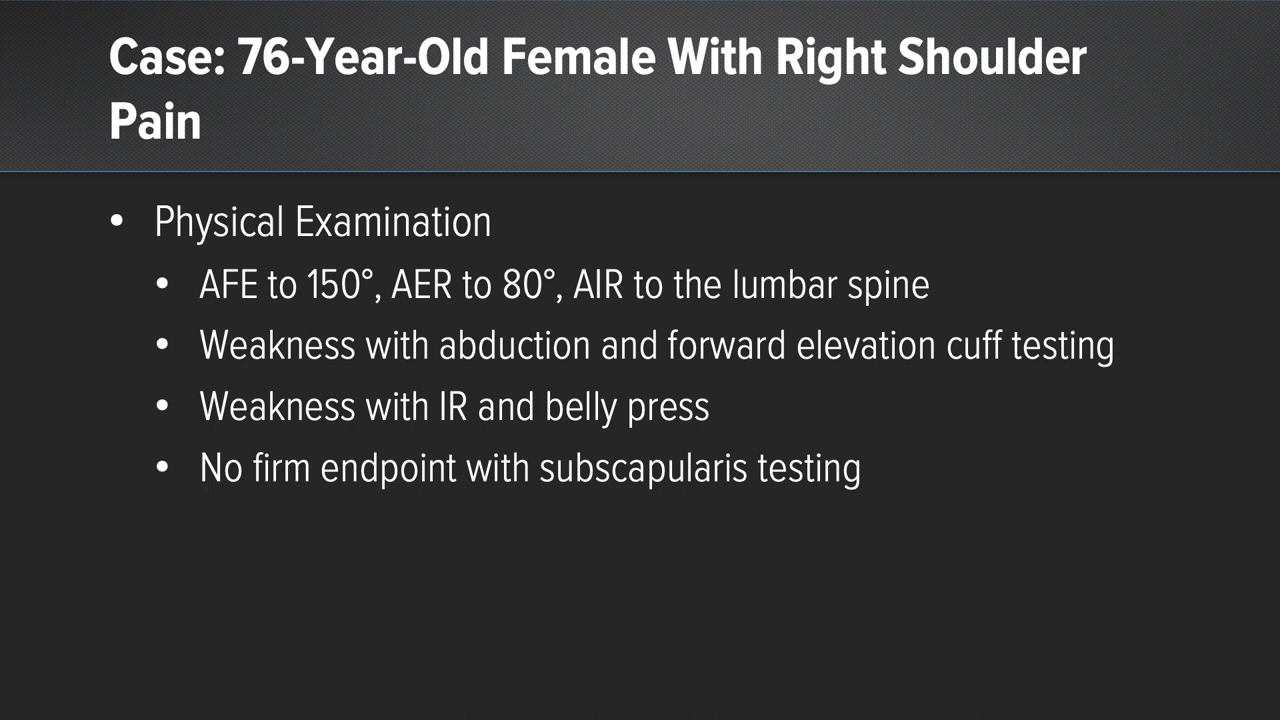 Case: 76-Year-Old Female With Right Shoulder
Pain
• Physical Examination
• AFE to 150°, AER to 80°, AIR to the lumbar spine
• Weakness with abduction and forward elevation cuff testing
• Weakness with IR and belly press
• No firm endpoint with subscapularis testing